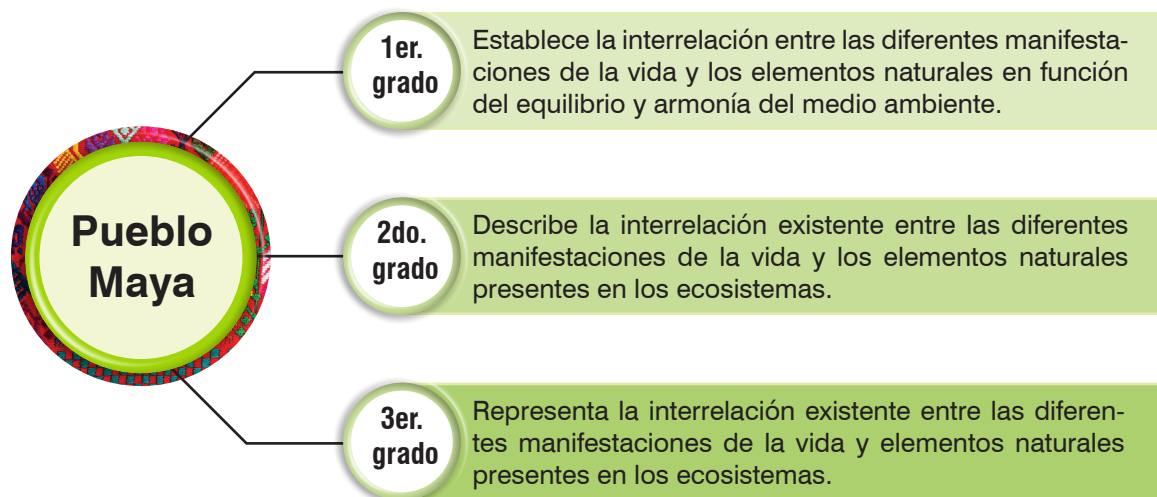 Pueblo
Maya
1er.
grado
Establece la interrelación entre las diferentes manifesta-
ciones de la vida y los elementos naturales en función
del equilibrio y armonía del medio ambiente.
2do.
grado
Describe la interrelación existente entre las diferentes
manifestaciones de la vida y los elementos naturales
presentes en los ecosistemas.
3er.
grado
Representa la interrelación existente entre las diferen-
tes manifestaciones de la vida y elementos naturales
presentes en los ecosistemas.